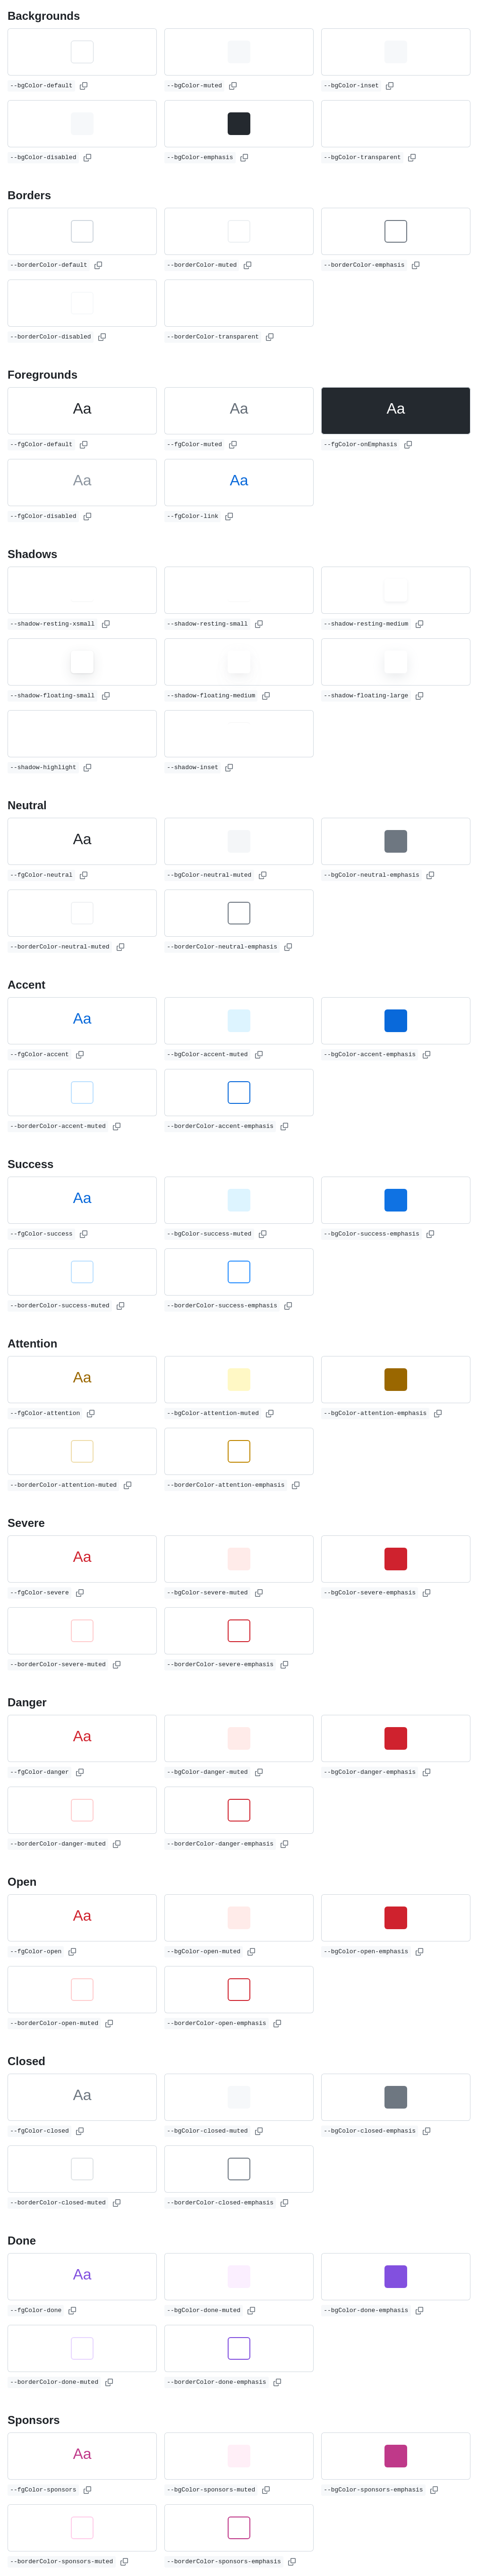 Backgrounds
--bgColor-default --bgColor-muted --bgColor-inset
--bgColor-disabled --bgColor-emphasis --bgColor-transparent
Borders
--borderColor-default --borderColor-muted --borderColor-emphasis
--borderColor-disabled --borderColor-transparent
Foregrounds
Aa Aa Aa
--fgColor-default --fgColor-muted --fgColor-onEmphasis
Aa Aa
--fgColor-disabled --fgColor-link
Shadows
--shadow-resting-xsmall --shadow-resting-small --shadow-resting-medium
--shadow-floating-small --shadow-floating-medium --shadow-floating-large
--shadow-highlight --shadow-inset
Neutral
Aa
--fgColor-neutral --bgColor-neutral-muted --bgColor-neutral-emphasis
--borderColor-neutral-muted --borderColor-neutral-emphasis
Accent
Aa
--fgColor-accent --bgColor-accent-muted --bgColor-accent-emphasis
--borderColor-accent-muted --borderColor-accent-emphasis
Success
Aa
--fgColor-success --bgColor-success-muted --bgColor-success-emphasis
--borderColor-success-muted --borderColor-success-emphasis
Attention
Aa
--fgColor-attention --bgColor-attention-muted --bgColor-attention-emphasis
--borderColor-attention-muted --borderColor-attention-emphasis
Severe
Aa
--fgColor-severe --bgColor-severe-muted --bgColor-severe-emphasis
--borderColor-severe-muted --borderColor-severe-emphasis
Danger
Aa
--fgColor-danger --bgColor-danger-muted --bgColor-danger-emphasis
--borderColor-danger-muted --borderColor-danger-emphasis
Open
Aa
--fgColor-open --bgColor-open-muted --bgColor-open-emphasis
--borderColor-open-muted --borderColor-open-emphasis
Closed
Aa
--fgColor-closed --bgColor-closed-muted --bgColor-closed-emphasis
--borderColor-closed-muted --borderColor-closed-emphasis
Done
Aa
--fgColor-done --bgColor-done-muted --bgColor-done-emphasis
--borderColor-done-muted --borderColor-done-emphasis
Sponsors
Aa
--fgColor-sponsors --bgColor-sponsors-muted --bgColor-sponsors-emphasis
--borderColor-sponsors-muted --borderColor-sponsors-emphasis